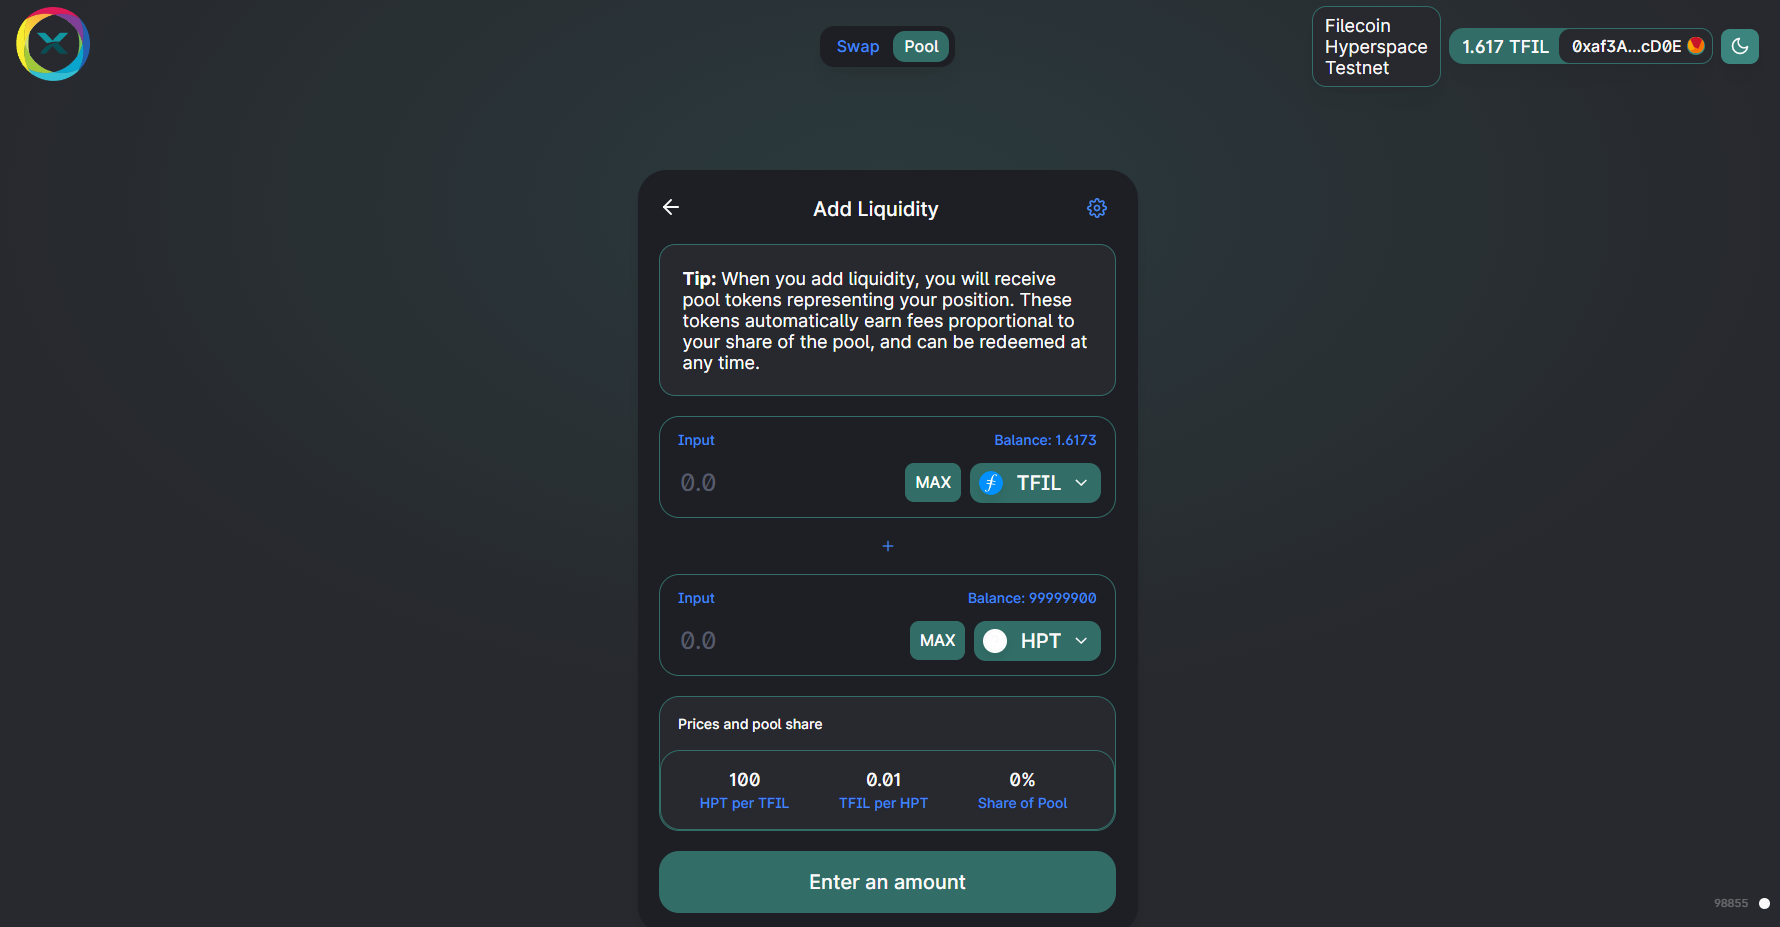 Swap Pool
Filecoin
Hyperspace
Testnet
1.617 TFIL 0xaf3A...cD0E
Add Liquidity
Tip: When you add liquidity, you will receive
pool tokens representing your position. These
tokens automatically earn fees proportional to
your share of the pool, and can be redeemed at
any time.
Input Balance: 1.6173
0.0 MAX TFIL
+
Input Balance: 99999900
0.0 MAX HPT
Prices and pool share
100 0.01 0%
HPT per TFIL TFIL per HPT Share of Pool
Enter an amount
98855